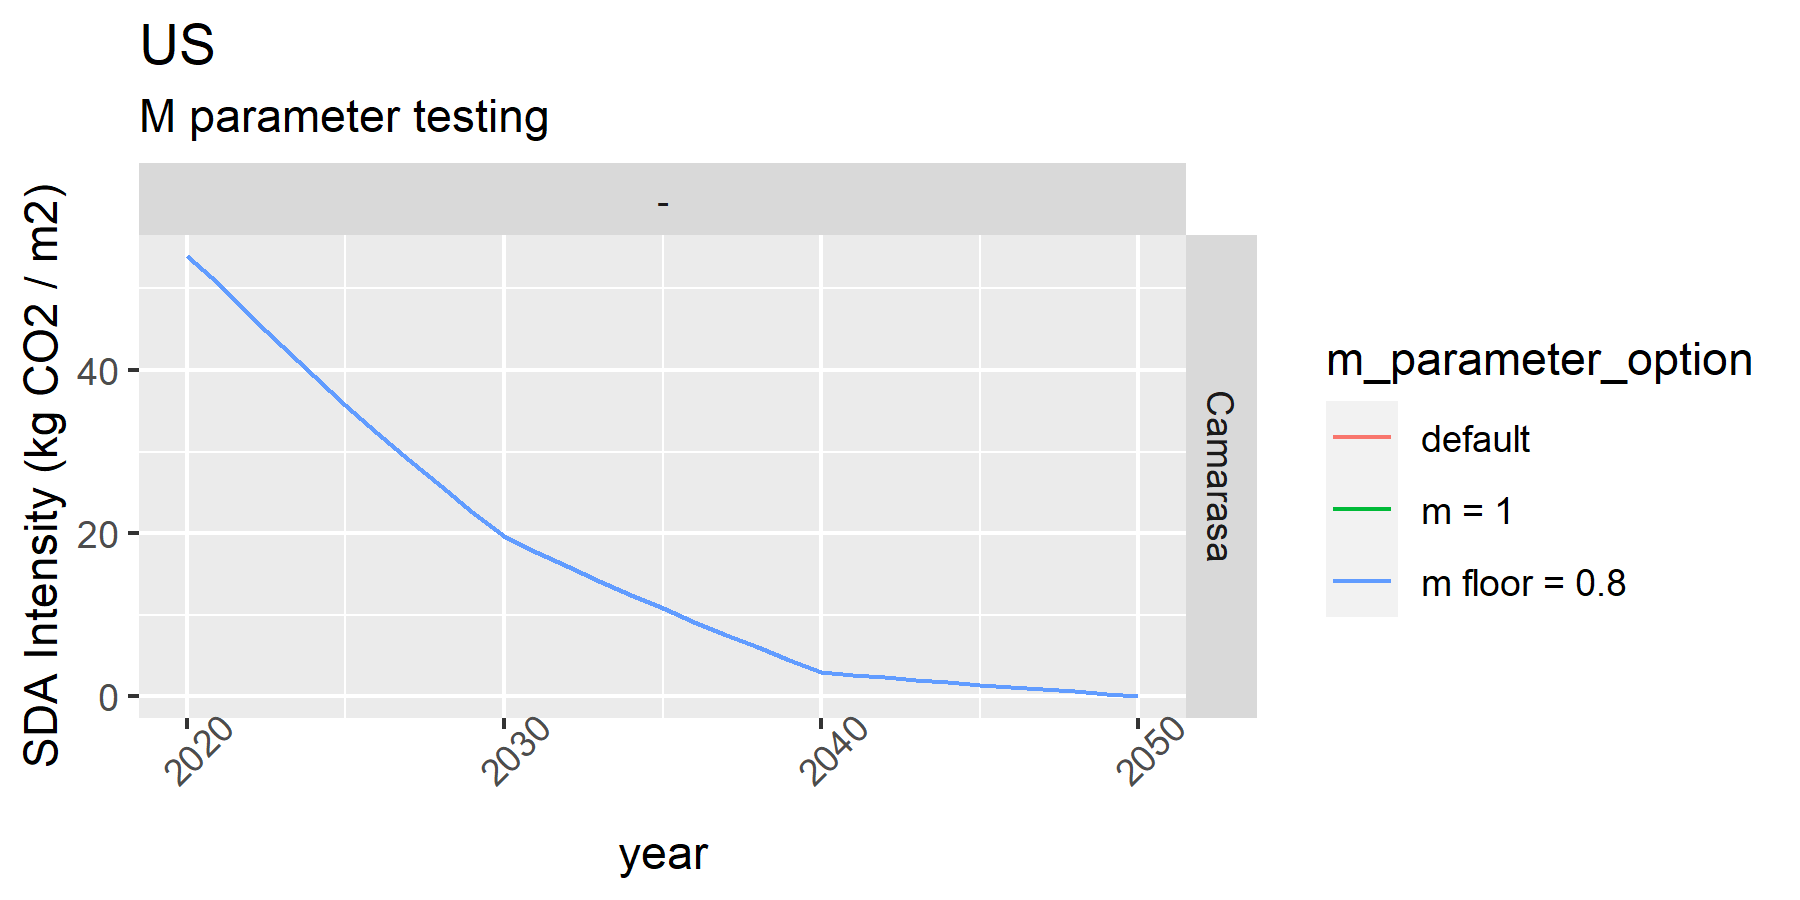 US
M parameter testing
-
SDA Intensity (kg CO2 / m2)
40
20
0
Camarasa
2020
2030
2040
2050
year
m_parameter_option
default
m = 1
m floor = 0.8